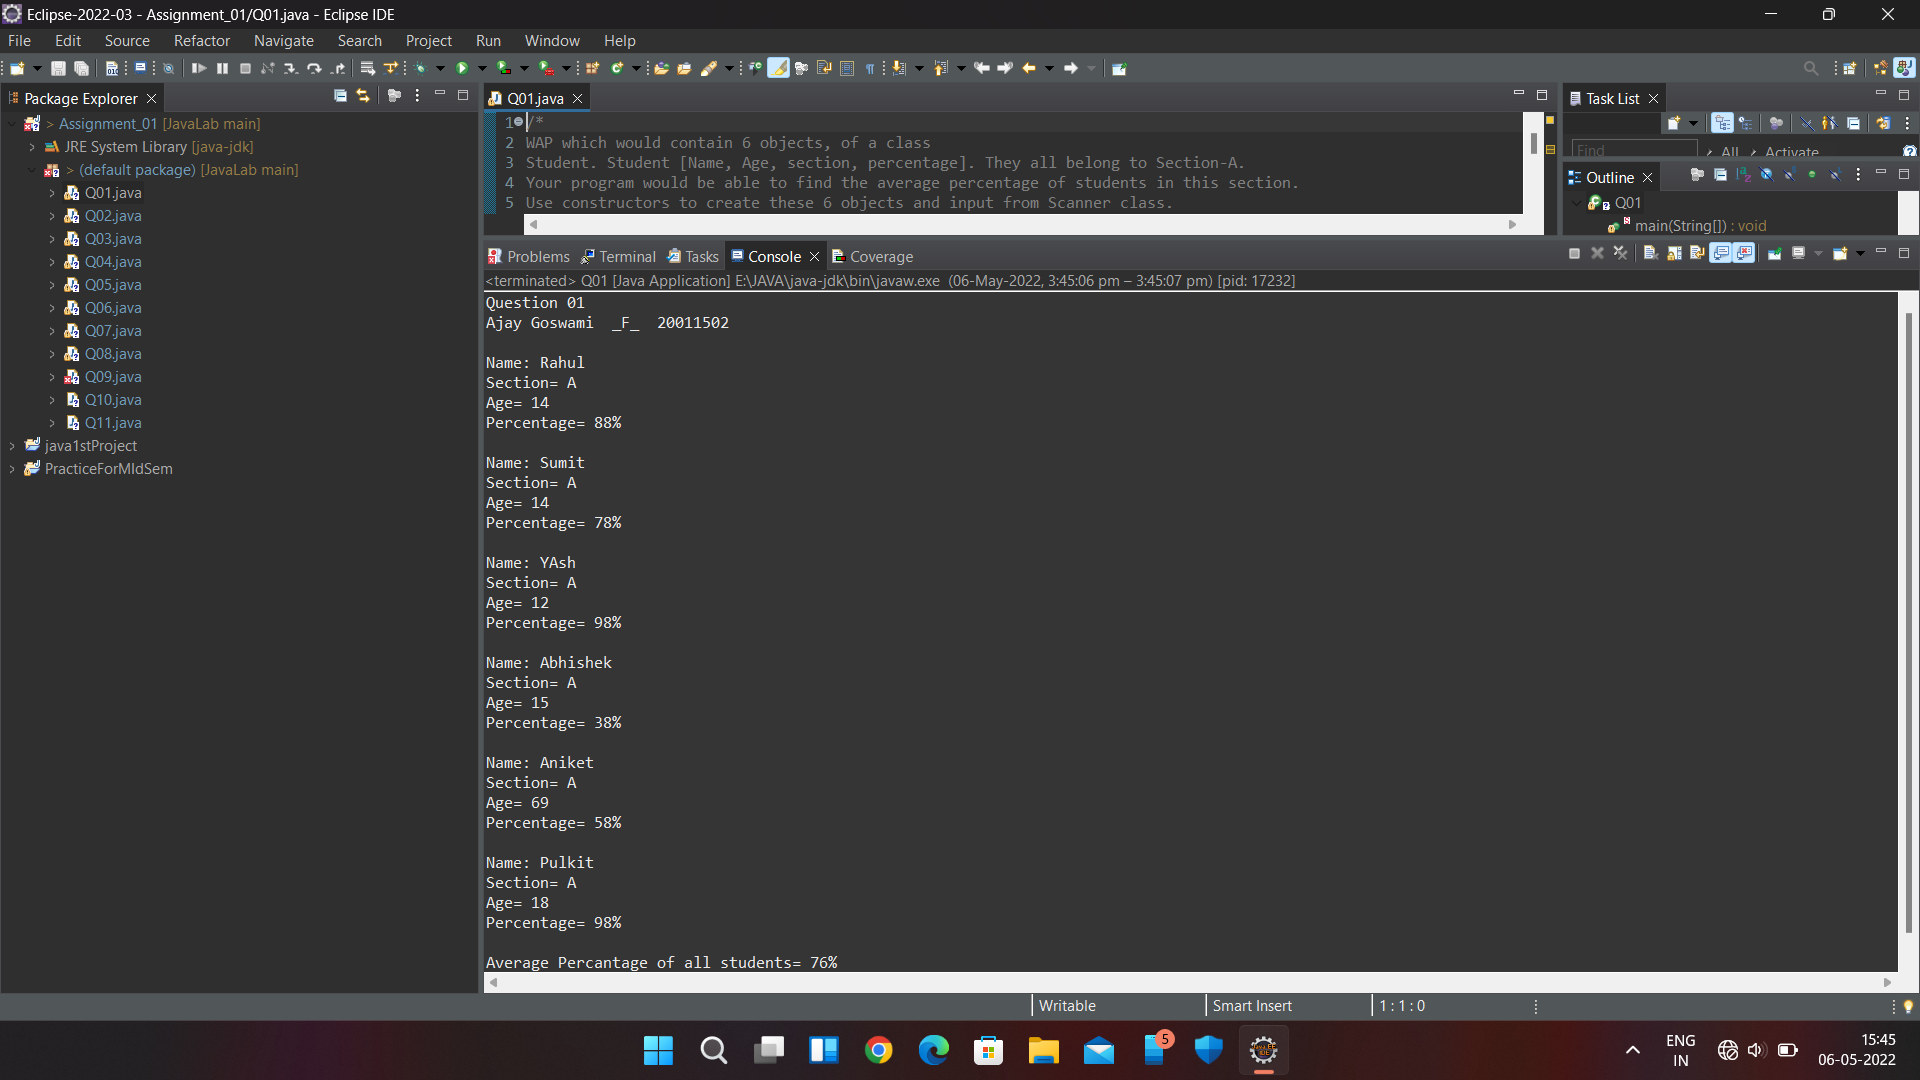 Eclipse-2022-03 - Assignment_01/Q01.java - Eclipse IDE
File Edit Source Refactor Navigate Search Project Run Window Help
Package Explorer
> Assignment_01 [JavaLab main]
JRE System Library [java-jdk]
> (default package) [JavaLab main]
Q01.java
Q02.java
Q03.java
Q04.java
Q05.java
Q06.java
Q07.java
Q08.java
Q09.java
Q10.java
Q11.java
java1stProject
PracticeForMIdSem
Q01.java
1 /*
2 WAP which would contain 6 objects, of a class
3 Student. Student [Name, Age, section, percentage]. They all belong to Section-A.
4 Your program would be able to find the average percentage of students in this section.
5 Use constructors to create these 6 objects and input from Scanner class.
Task List
Find All Activate
Outline
Q01
main(String[]) : void
Problems Terminal Tasks Console Coverage
<terminated> Q01 [Java Application] E:\JAVA\java-jdk\bin\javaw.exe (06-May-2022, 3:45:06 pm – 3:45:07 pm) [pid: 17232]
Question 01
Ajay Goswami _F_ 20011502
Name: Rahul
Section= A
Age= 14
Percentage= 88%
Name: Sumit
Section= A
Age= 14
Percentage= 78%
Name: YAsh
Section= A
Age= 12
Percentage= 98%
Name: Abhishek
Section= A
Age= 15
Percentage= 38%
Name: Aniket
Section= A
Age= 69
Percentage= 58%
Name: Pulkit
Section= A
Age= 18
Percentage= 98%
Average Percantage of all students= 76%
Writable Smart Insert 1 : 1 : 0
5
ENG
IN
15:45
06-05-2022